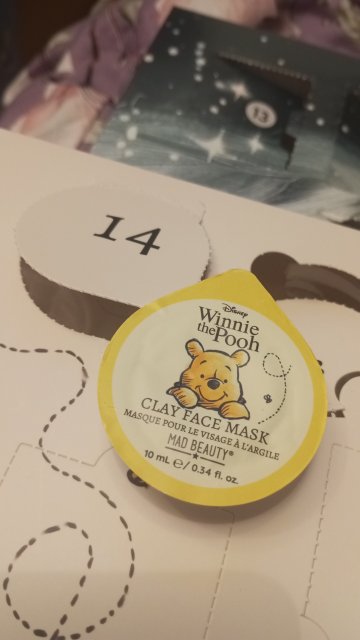 13
14
Disney
Winnie
the Pooh
CLAY FACE MASK
MASQUE POUR LE VISAGE À L'ARGILE
MAD BEAUTY®
10 mL e/0.34 fl. oz.